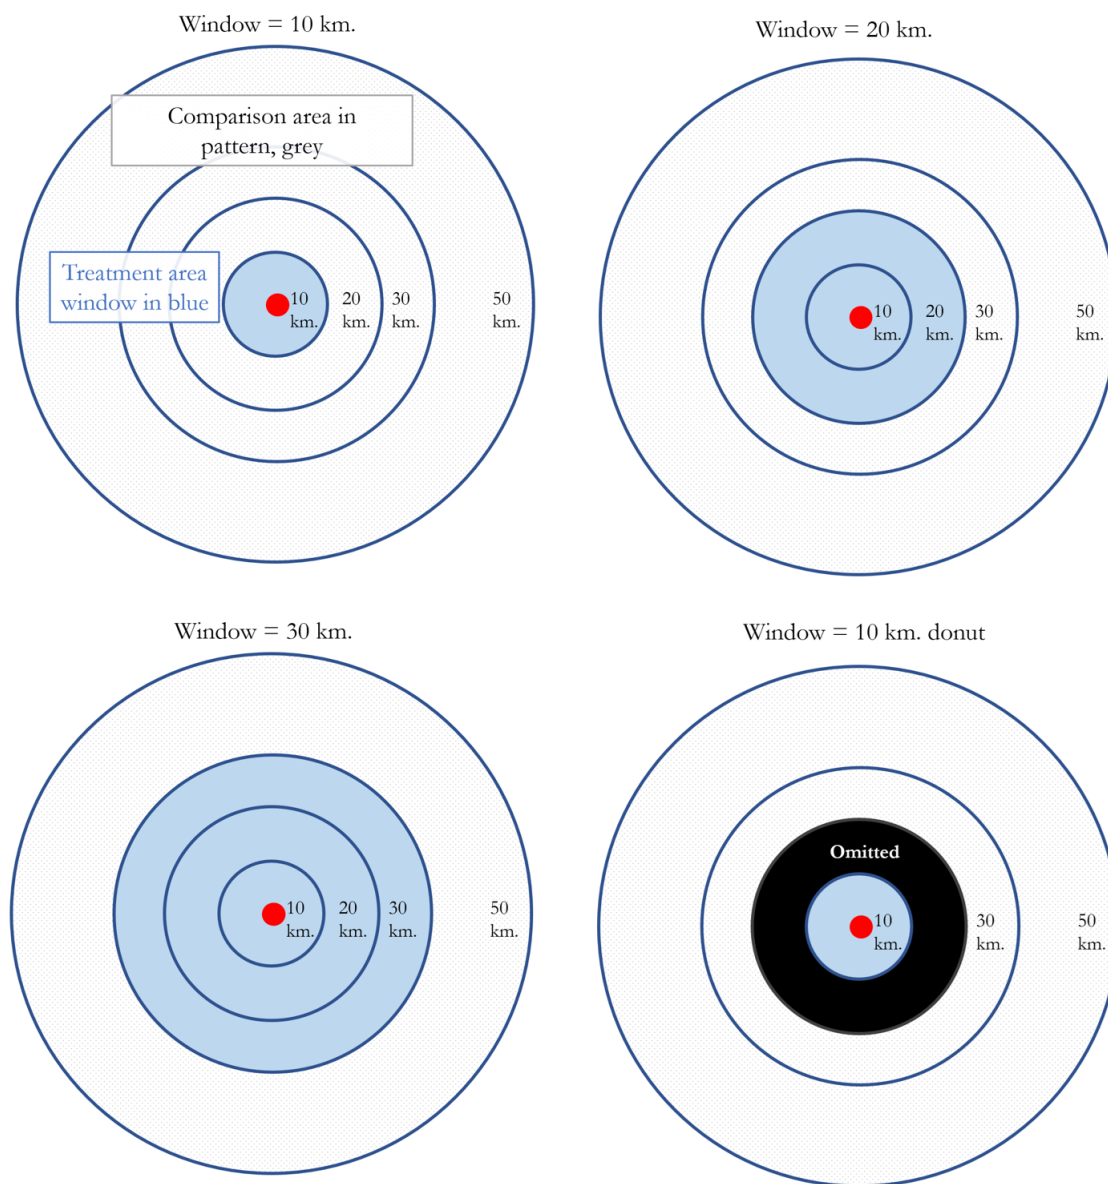 Window = 10 km.
Comparison area in
pattern, grey
Treatment area
window in blue
10 20 30 50
km. km. km. km.
Window = 20 km.
10 20 30 50
km. km. km. km.
Window = 30 km.
10 20 30 50
km. km. km. km.
Window = 10 km. donut
Omitted
10 30 50
km. km. km.